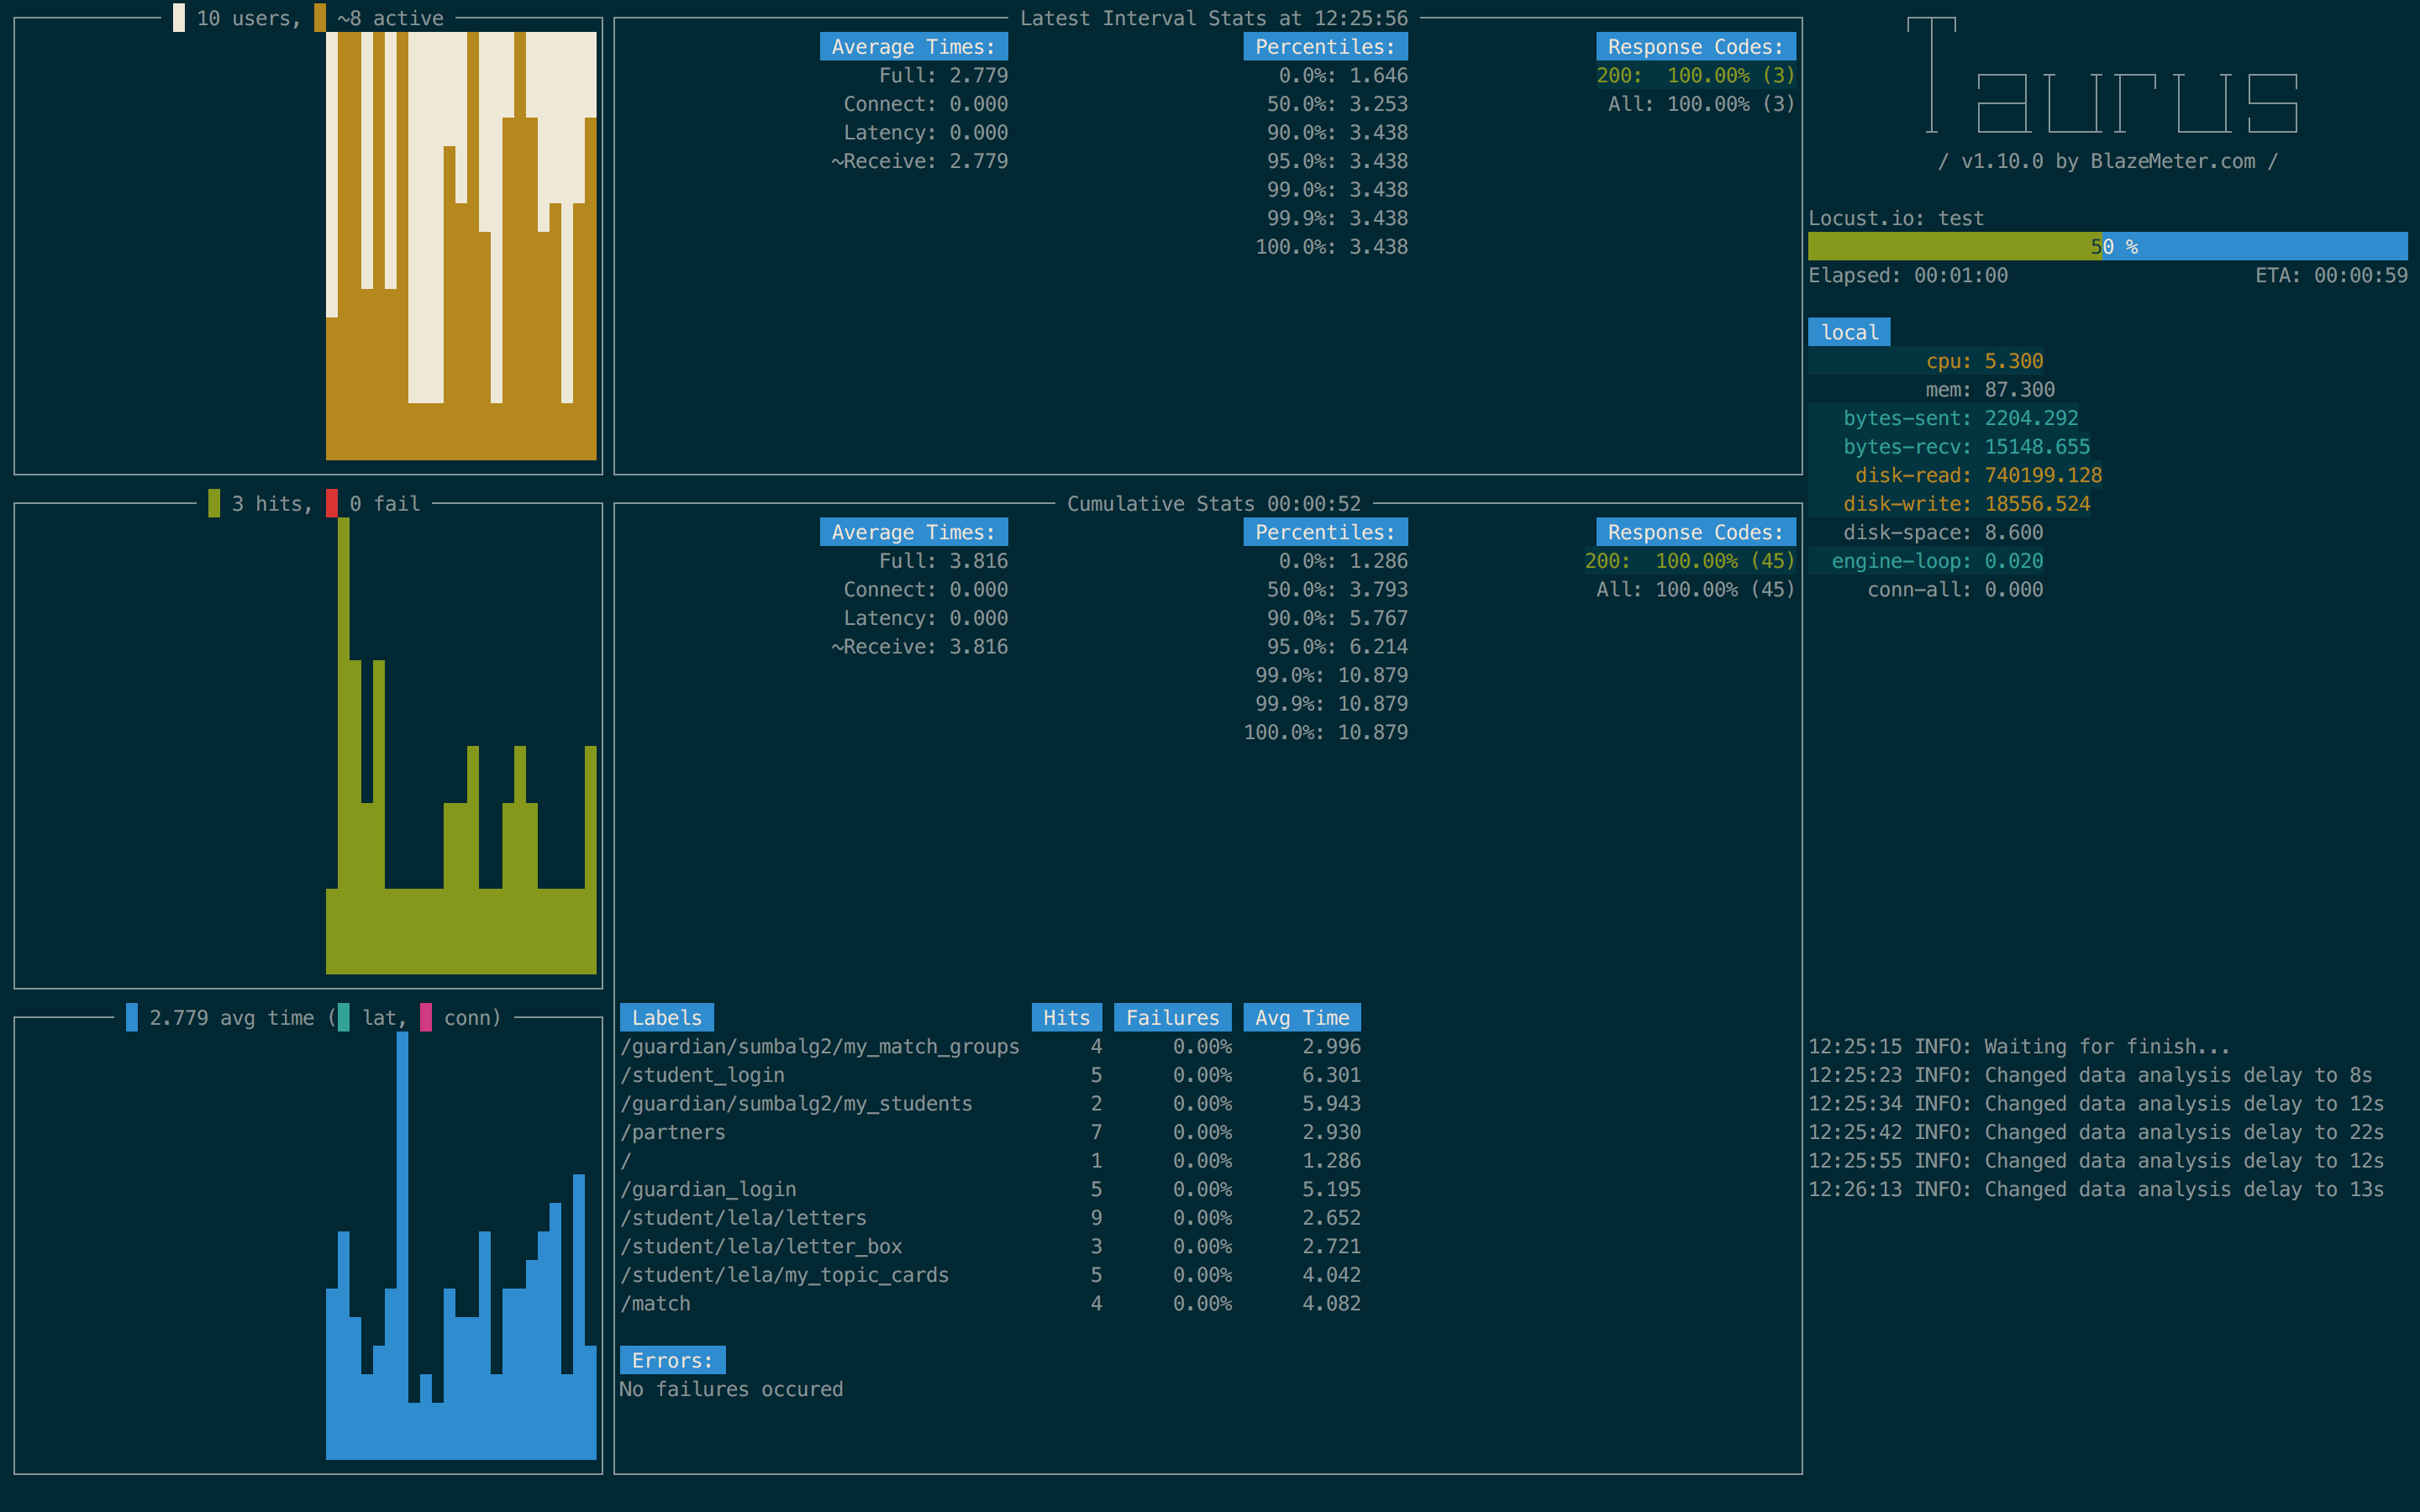 10 users, ~8 active
Latest Interval Stats at 12:25:56
Average Times:
Full: 2.779
Connect: 0.000
Latency: 0.000
~Receive: 2.779
Percentiles:
0.0%: 1.646
50.0%: 3.253
90.0%: 3.438
95.0%: 3.438
99.0%: 3.438
99.9%: 3.438
100.0%: 3.438
Response Codes:
200: 100.00% (3)
All: 100.00% (3)
Taurus
/ v1.10.0 by BlazeMeter.com /
Locust.io: test
50 %
Elapsed: 00:01:00 ETA: 00:00:59
local
cpu: 5.300
mem: 87.300
bytes-sent: 2204.292
bytes-recv: 15148.655
disk-read: 740199.128
disk-write: 18556.524
disk-space: 8.600
engine-loop: 0.020
conn-all: 0.000
3 hits, 0 fail
Cumulative Stats 00:00:52
Average Times:
Full: 3.816
Connect: 0.000
Latency: 0.000
~Receive: 3.816
Percentiles:
0.0%: 1.286
50.0%: 3.793
90.0%: 5.767
95.0%: 6.214
99.0%: 10.879
99.9%: 10.879
100.0%: 10.879
Response Codes:
200: 100.00% (45)
All: 100.00% (45)
2.779 avg time ( lat, conn)
Labels Hits Failures Avg Time
/guardian/sumbalg2/my_match_groups 4 0.00% 2.996
/student_login 5 0.00% 6.301
/guardian/sumbalg2/my_students 2 0.00% 5.943
/partners 7 0.00% 2.930
/ 1 0.00% 1.286
/guardian_login 5 0.00% 5.195
/student/lela/letters 9 0.00% 2.652
/student/lela/letter_box 3 0.00% 2.721
/student/lela/my_topic_cards 5 0.00% 4.042
/match 4 0.00% 4.082
Errors:
No failures occured
12:25:15 INFO: Waiting for finish...
12:25:23 INFO: Changed data analysis delay to 8s
12:25:34 INFO: Changed data analysis delay to 12s
12:25:42 INFO: Changed data analysis delay to 22s
12:25:55 INFO: Changed data analysis delay to 12s
12:26:13 INFO: Changed data analysis delay to 13s